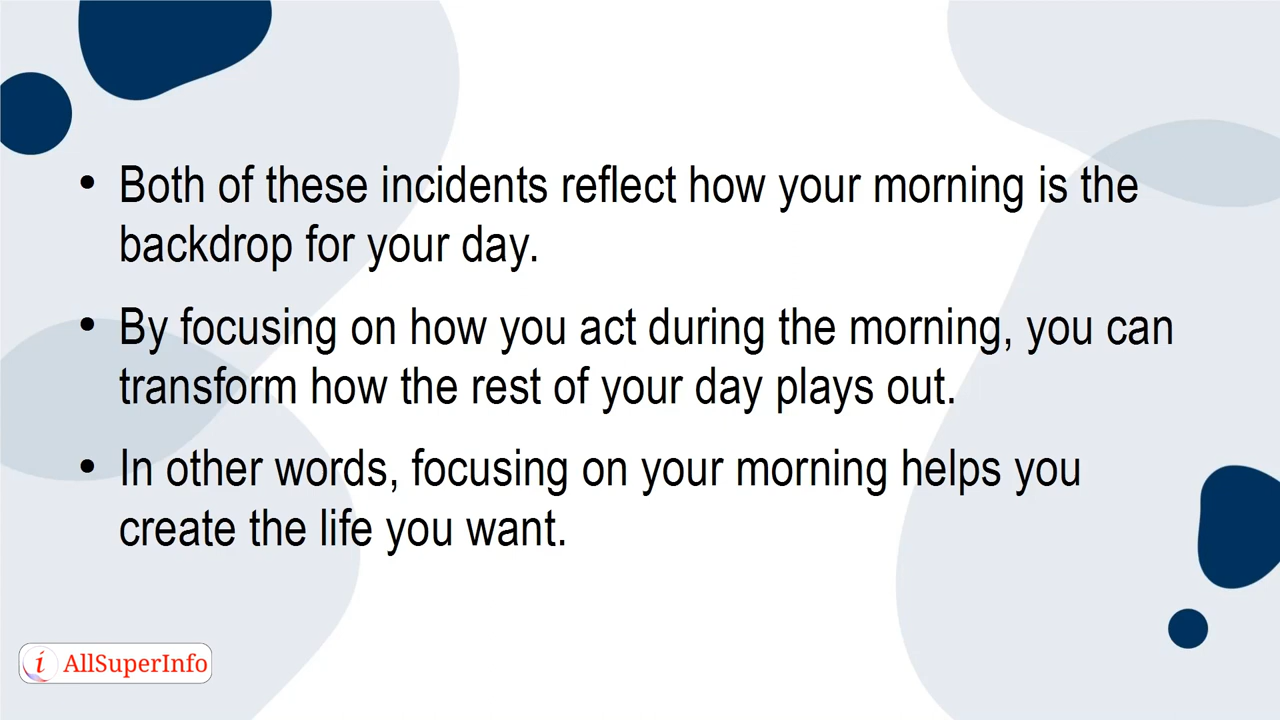 • Both of these incidents reflect how your morning is the
backdrop for your day.
• By focusing on how you act during the morning, you can
transform how the rest of your day plays out.
• In other words, focusing on your morning helps you
create the life you want.
i AllSuperInfo